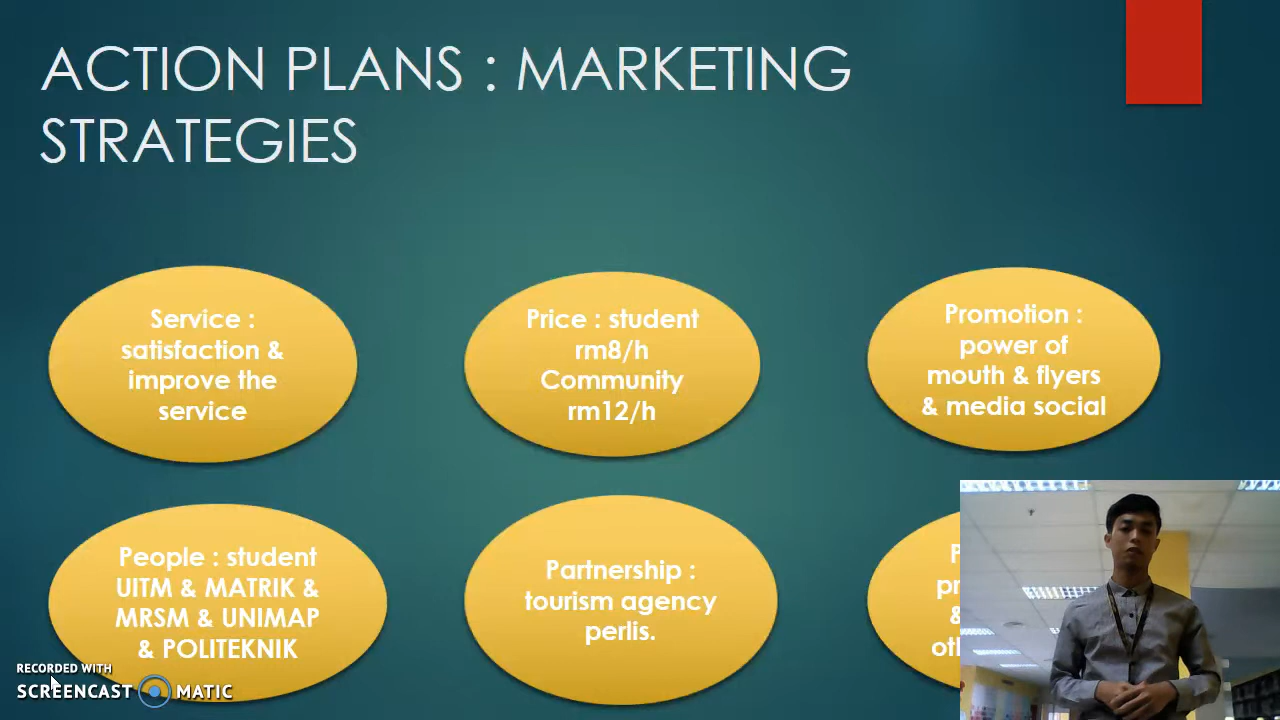 ACTION PLANS : MARKETING
STRATEGIES
Service :
satisfaction &
improve the
service
Price : student
rm8/h
Community
rm12/h
Promotion :
power of
mouth & flyers
& media social
People : student
UITM & MATRIK &
MRSM & UNIMAP
& POLITEKNIK
Partnership :
tourism agency
perlis.
&
RECORDED WITH
SCREENCAST MATIC